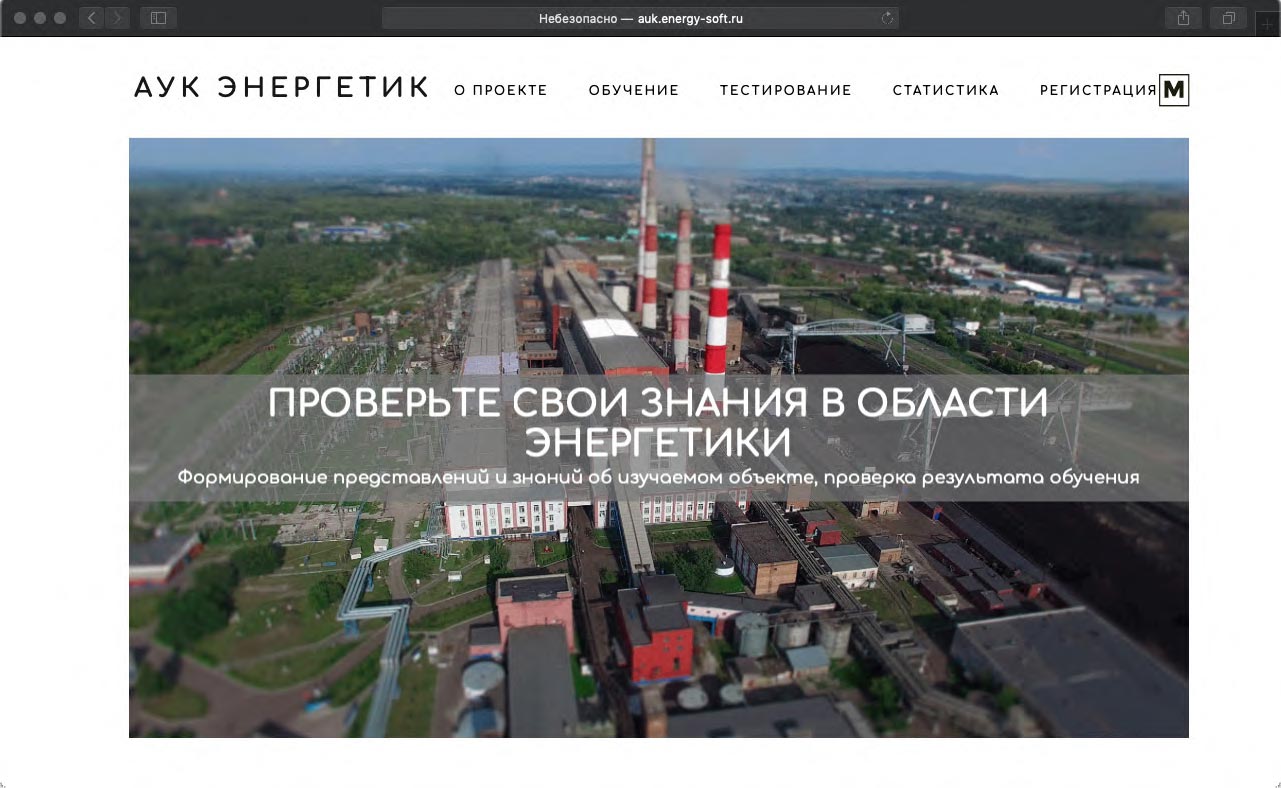 Небезопасно — auk.energy-soft.ru
АУК ЭНЕРГЕТИК
О ПРОЕКТЕ
ОБУЧЕНИЕ
ТЕСТИРОВАНИЕ
СТАТИСТИКА
РЕГИСТРАЦИЯ
М
ПРОВЕРЬТЕ СВОИ ЗНАНИЯ В ОБЛАСТИ
ЭНЕРГЕТИКИ
Формирование представлений и знаний об изучаемом объекте, проверка результата обучения